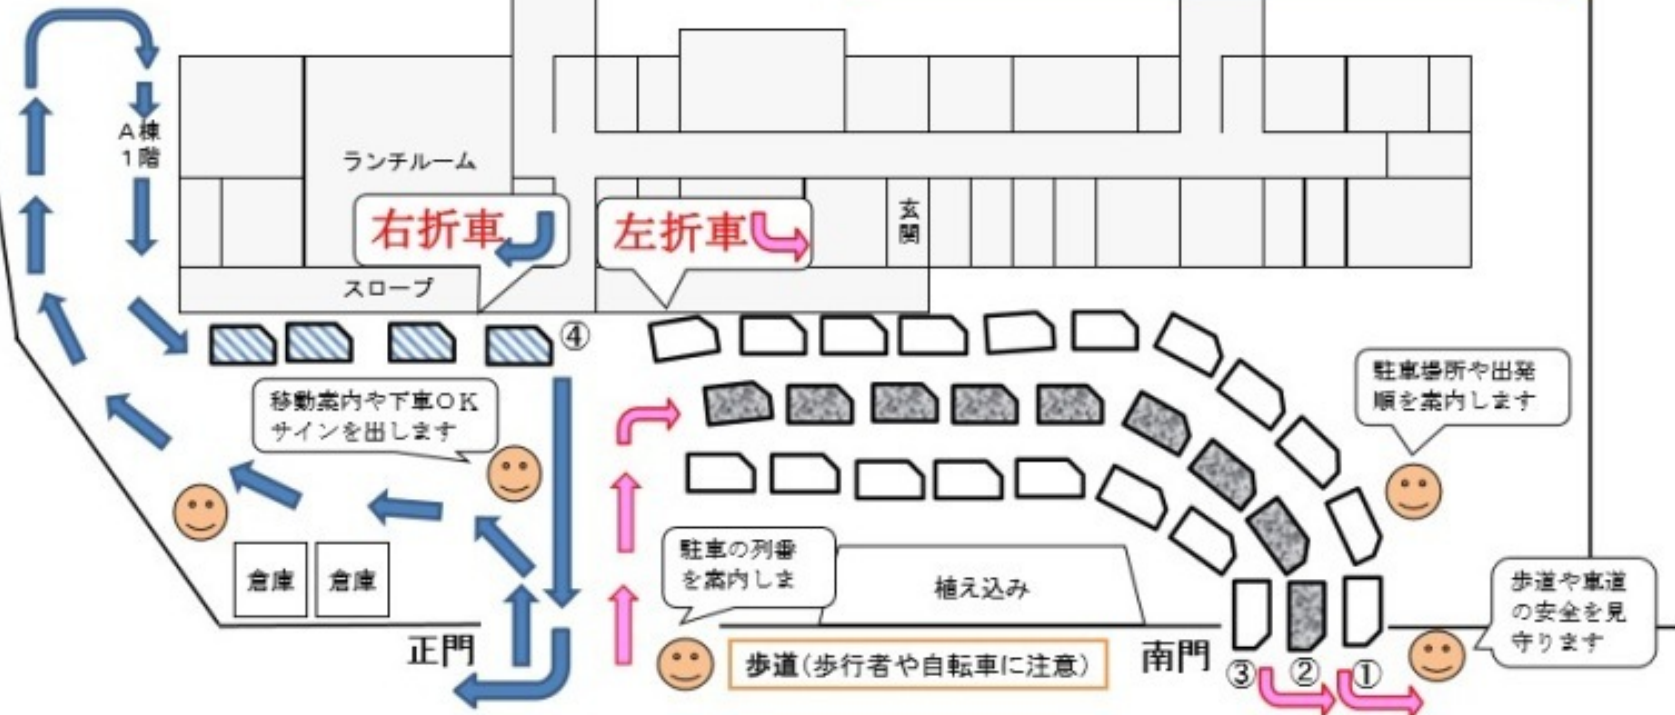 A棟
1階
ランチルーム
右折車
左折車
玄関
スロープ
④
移動案内や下車OK
サインを出します
駐車場所や出発
順を案内します
駐車の列番
を案内しま
倉庫
倉庫
植え込み
歩道や車道
の安全を見
守ります
正門
歩道(歩行者や自転車に注意)
南門
③
②
①